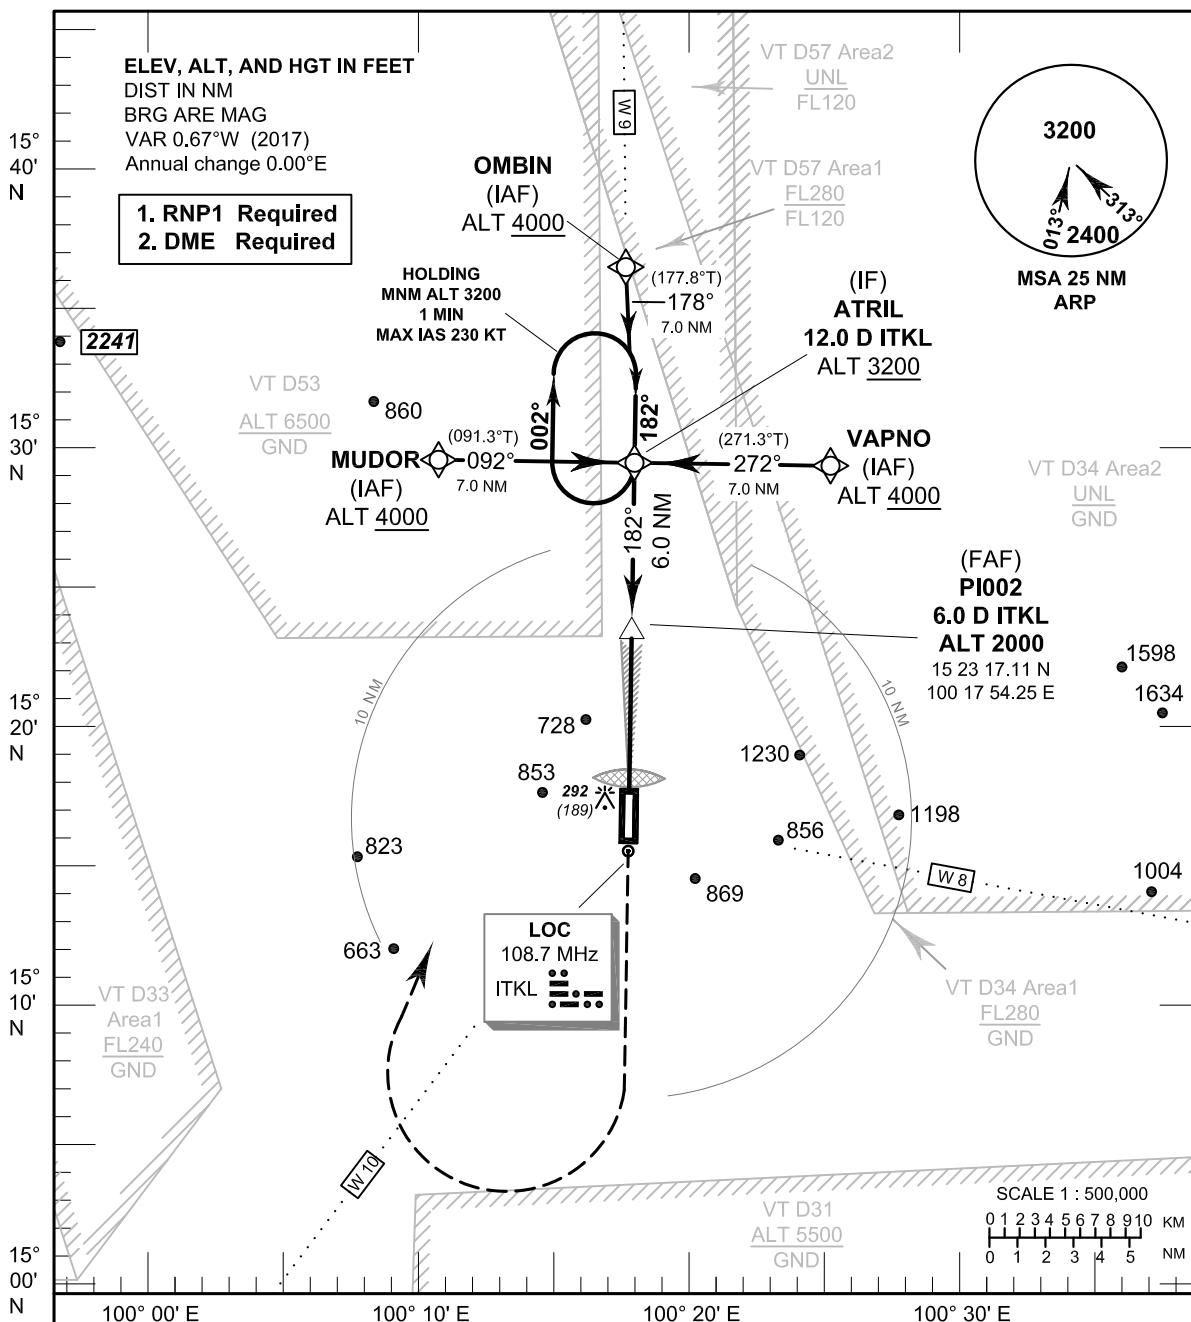 ELEV, ALT, AND HGT IN FEET
DIST IN NM
BRG ARE MAG
VAR 0.67°W (2017)
Annual change 0.00°E
1. RNP1 Required
2. DME Required
15°
40'
N
OMBIN
(IAF)
ALT 4000
W 9
VT D57 Area2
UNL
FL120
VT D57 Area1
FL280
FL120
3200
013°
313°
2400
MSA 25 NM
ARP
HOLDING
MNM ALT 3200
1 MIN
MAX IAS 230 KT
(177.8°T)
178°
7.0 NM
(IF)
ATRIL
12.0 D ITKL
ALT 3200
2241
VT D53
ALT 6500
GND
860
002°
182°
15°
30'
N
MUDOR
(IAF)
ALT 4000
(091.3°T)
092°
7.0 NM
(271.3°T)
272°
7.0 NM
VAPNO
(IAF)
ALT 4000
VT D34 Area2
UNL
GND
182°
6.0 NM
(FAF)
PI002
6.0 D ITKL
ALT 2000
15 23 17.11 N
100 17 54.25 E
10 NM
10 NM
1598
1634
15°
20'
N
728
1230
853
292
(189)
1198
856
823
869
W 8
1004
663
LOC
108.7 MHz
ITKL
15°
10'
N
VT D33
Area1
FL240
GND
VT D34 Area1
FL280
GND
W 10
VT D31
ALT 5500
GND
SCALE 1 : 500,000
0 1 2 3 4 5 6 7 8 9 10 KM
0 1 2 3 4 5 NM
15°
00'
N
100° 00' E
100° 10' E
100° 20' E
100° 30' E